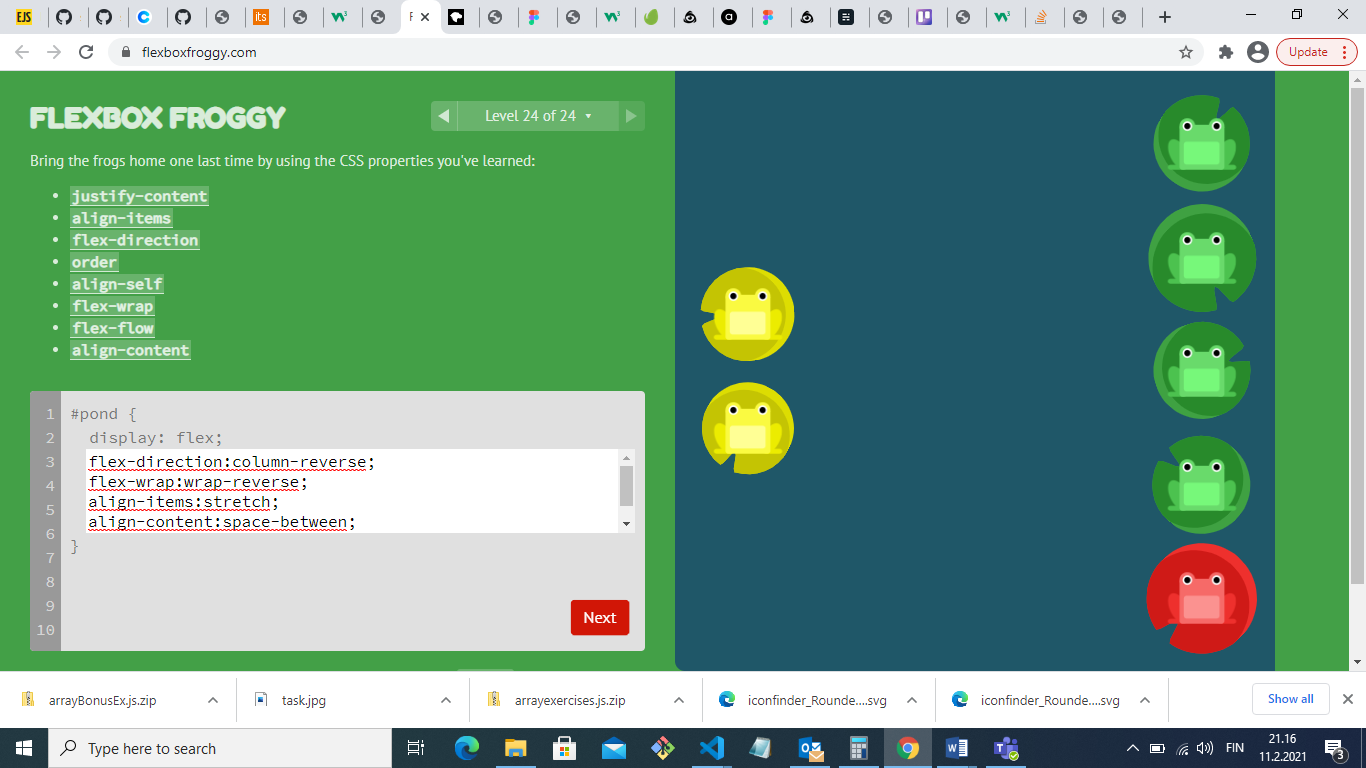 EJS
its
flexboxfroggy.com
Update
FLEXBOX FROGGY
Level 24 of 24
Bring the frogs home one last time by using the CSS properties you've learned:
justify-content
align-items
flex-direction
order
align-self
flex-wrap
flex-flow
align-content
1 #pond {
2 display: flex;
3 flex-direction:column-reverse;
4 flex-wrap:wrap-reverse;
5 align-items:stretch;
6 align-content:space-between;
7 }
8
9
10
Next
arrayBonusEx.js.zip
task.jpg
arrayexercises.js.zip
iconfinder_Rounde....svg
iconfinder_Rounde....svg
Show all
Type here to search
FIN
21.16
11.2.2021
3